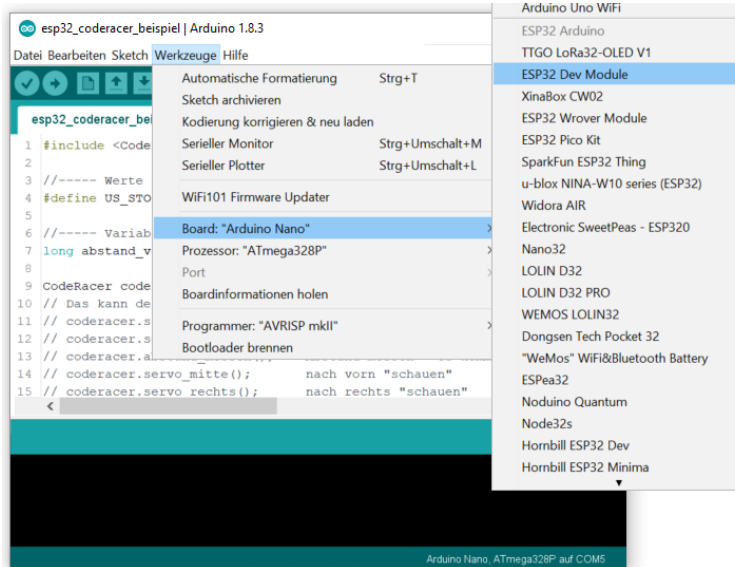 esp32_coderacer_beispiel | Arduino 1.8.3
Datei Bearbeiten Sketch Werkzeuge Hilfe
esp32_coderacer_bei
1 #include <Code
2
3 //----- Werte
4 #define US_STO
5
6 //----- Variab
7 long abstand_v
8
9 CodeRacer code
10 // Das kann de
11 // coderacer.s
12 // coderacer.s
13
14 // coderacer.servo_mitte(); nach vorn "schauen"
15 // coderacer.servo_rechts(); nach rechts "schauen"
Automatische Formatierung Strg+T
Sketch archivieren
Kodierung korrigieren & neu laden
Serieller Monitor Strg+Umschalt+M
Serieller Plotter Strg+Umschalt+L
WiFi101 Firmware Updater
Board: "Arduino Nano"
Prozessor: "ATmega328P"
Port
Boardinformationen holen
Programmer: "AVRISP mkII"
Bootloader brennen
Arduino Uno WiFi
ESP32 Arduino
TTGO LoRa32-OLED V1
ESP32 Dev Module
XinaBox CW02
ESP32 Wrover Module
ESP32 Pico Kit
SparkFun ESP32 Thing
u-blox NINA-W10 series (ESP32)
Widora AIR
Electronic SweetPeas - ESP320
Nano32
LOLIN D32
LOLIN D32 PRO
WEMOS LOLIN32
Dongsen Tech Pocket 32
"WeMos" WiFi&Bluetooth Battery
ESPea32
Noduino Quantum
Node32s
Hornbill ESP32 Dev
Hornbill ESP32 Minima
Arduino Nano, ATmega328P auf COM5